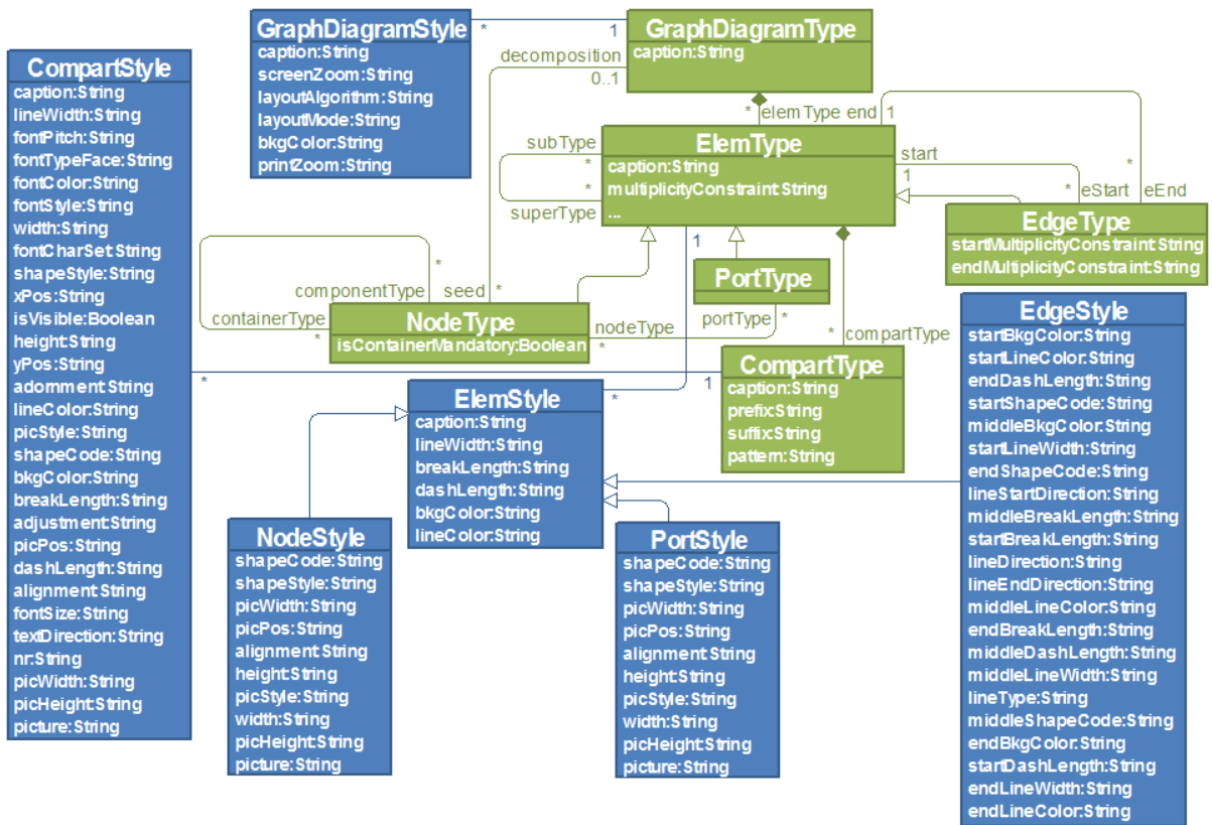 GraphDiagramStyle
caption:String
screenZoom:String
layoutAlgorithm:String
layoutMode:String
bkgColor:String
printZoom:String
*
1
GraphDiagramType
caption:String
decomposition
0..1
* elemType
end 1
CompartStyle
caption:String
lineWidth:String
fontPitch:String
fontTypeFace:String
fontColor:String
fontStyle:String
width:String
fontCharSet:String
shapeStyle:String
xPos:String
isVisible:Boolean
height:String
yPos:String
adornment:String
lineColor:String
picStyle:String
shapeCode:String
bkgColor:String
breakLength:String
adjustment:String
picPos:String
dashLength:String
alignment:String
fontSize:String
textDirection:String
nr:String
picWidth:String
picHeight:String
picture:String
subType
*
*
superType
ElemType
caption:String
multiplicityConstraint:String
...
start
1
* eStart
*
eEnd
EdgeType
startMultiplicityConstraint:String
endMultiplicityConstraint:String
1
PortType
componentType
*
seed *
containerType
*
NodeType
isContainerMandatory:Boolean
nodeType
*
portType *
* compartType
*
1
CompartType
caption:String
prefix:String
suffix:String
pattern:String
*
ElemStyle
caption:String
lineWidth:String
breakLength:String
dashLength:String
bkgColor:String
lineColor:String
NodeStyle
shapeCode:String
shapeStyle:String
picWidth:String
picPos:String
alignment:String
height:String
picStyle:String
width:String
picHeight:String
picture:String
PortStyle
shapeCode:String
shapeStyle:String
picWidth:String
picPos:String
alignment:String
height:String
picStyle:String
width:String
picHeight:String
picture:String
EdgeStyle
startBkgColor:String
startLineColor:String
endDashLength:String
startShapeCode:String
middleBkgColor:String
startLineWidth:String
endShapeCode:String
lineStartDirection:String
middleBreakLength:String
startBreakLength:String
lineDirection:String
lineEndDirection:String
middleLineColor:String
endBreakLength:String
middleDashLength:String
middleLineWidth:String
lineType:String
middleShapeCode:String
endBkgColor:String
startDashLength:String
endLineWidth:String
endLineColor:String